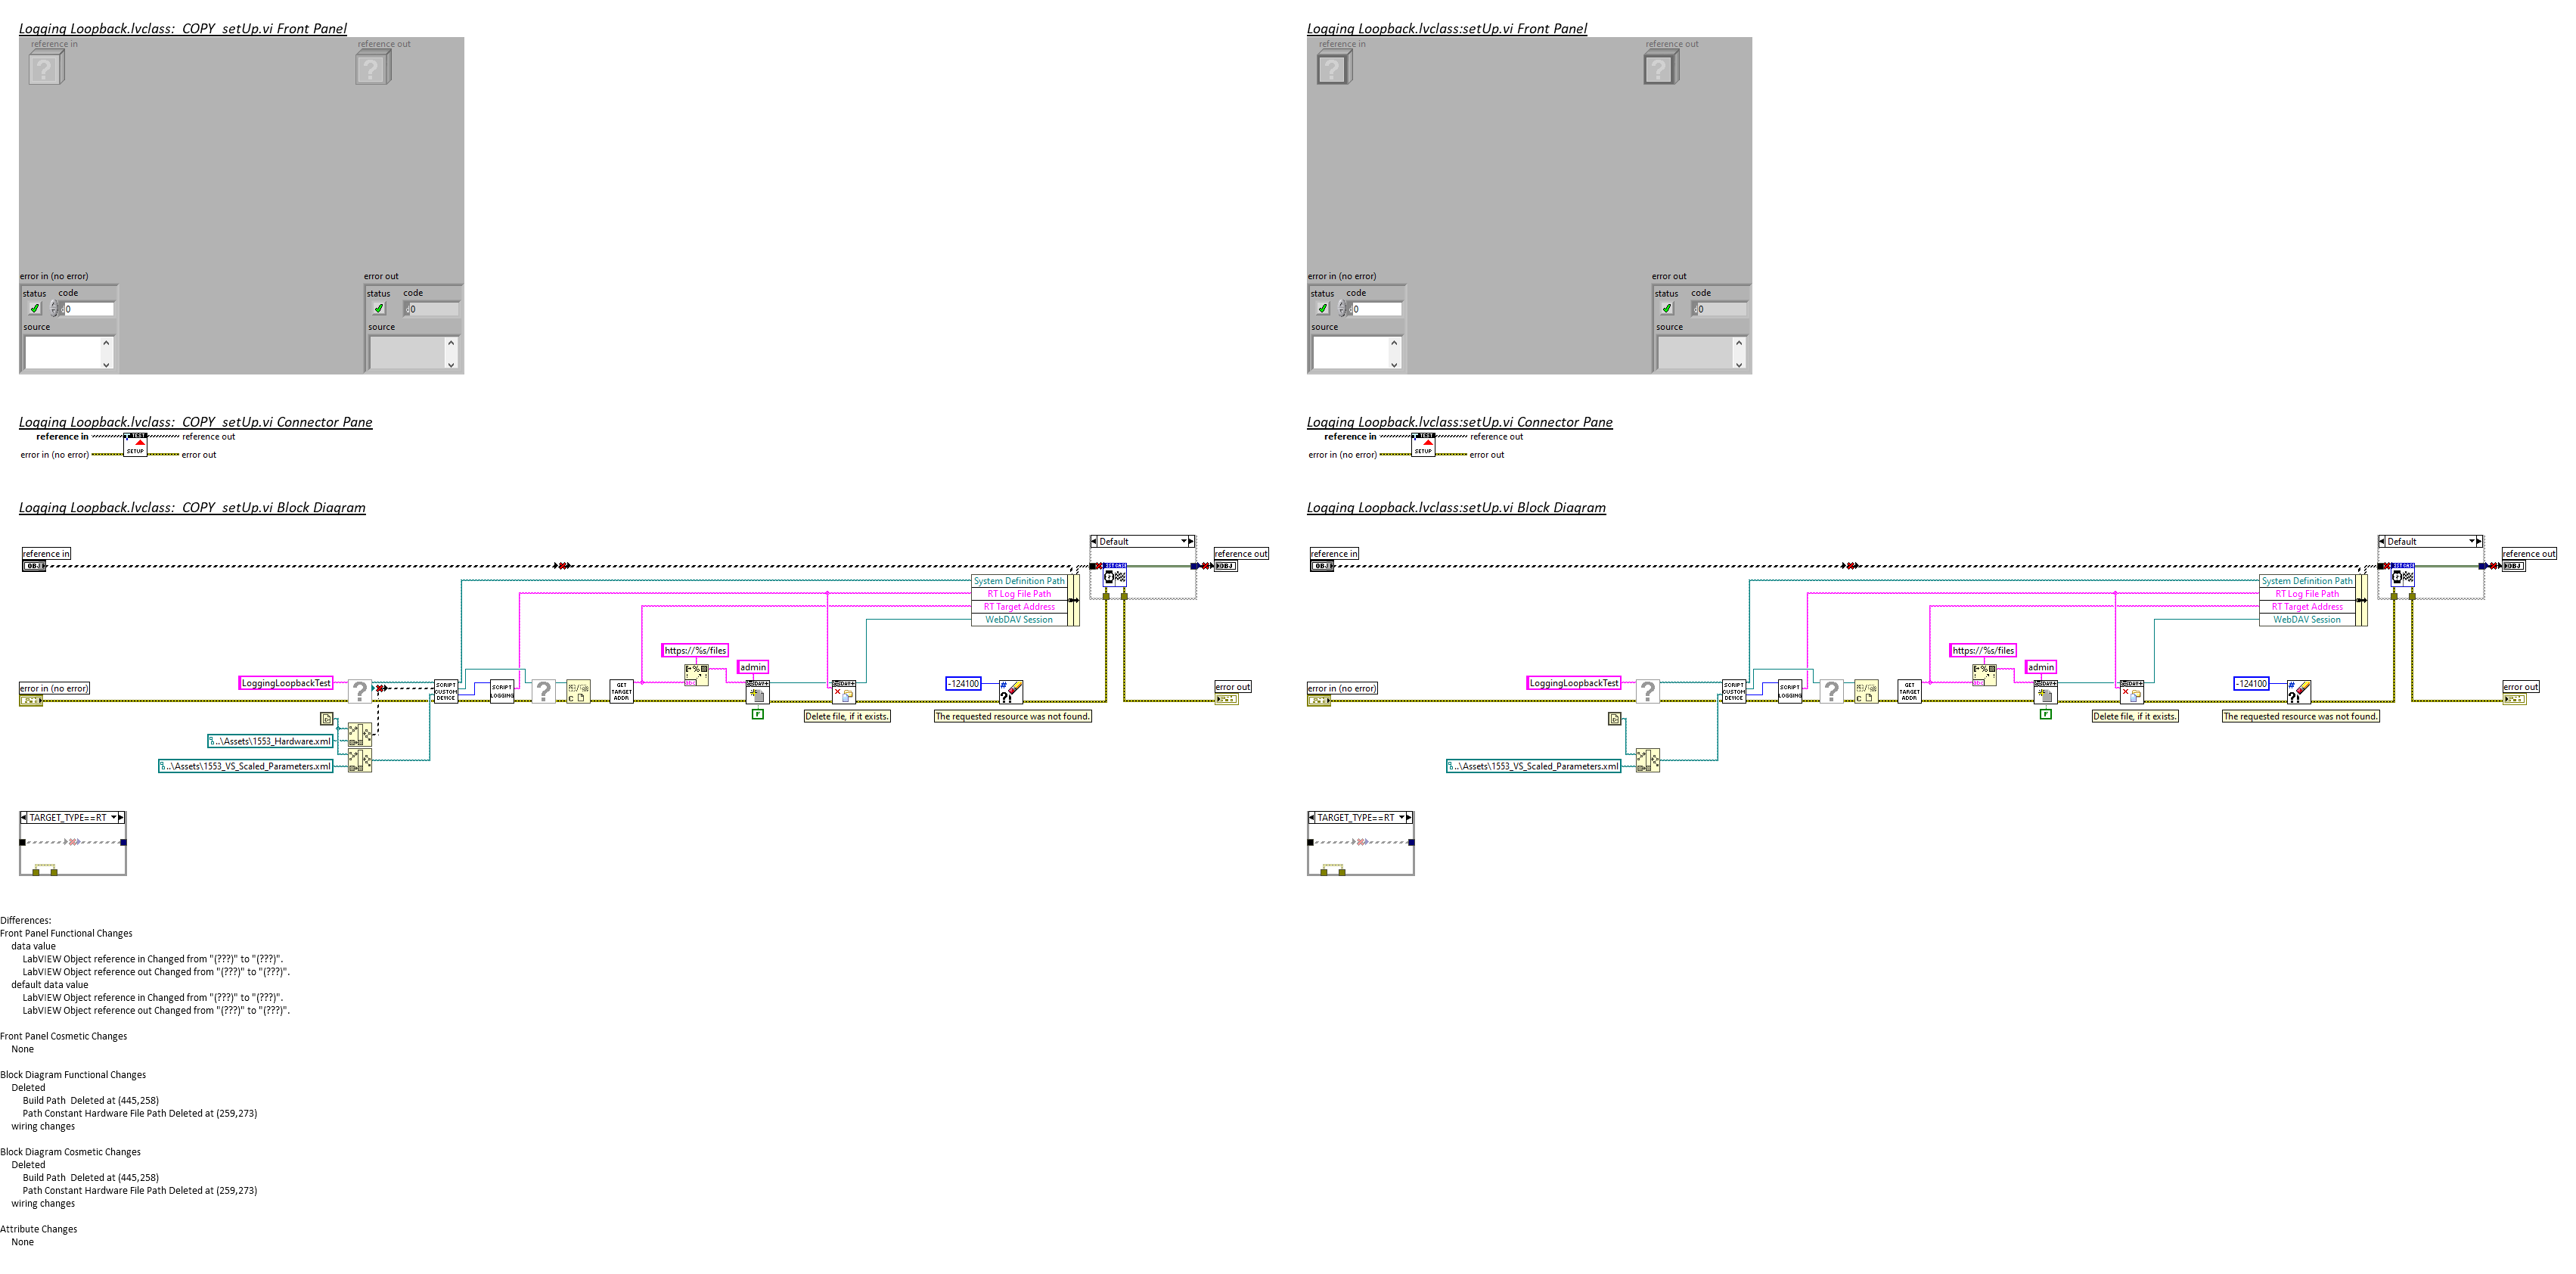 Logging Loopback.lvclass:_COPY_setUp.vi Front Panel
reference in
reference out
error in (no error)
error out
status code
0
status code
0
source
source
Logging Loopback.lvclass:_COPY_setUp.vi Connector Pane
reference in
reference out
TEST
SETUP
error in (no error)
error out
Logging Loopback.lvclass:_COPY_setUp.vi Block Diagram
Default
reference in
reference out
OBJ
OBJ
System Definition Path
RT Log File Path
RT Target Address
WebDAV Session
https://%s/files
admin
LoggingLoopbackTest
error in (no error)
?
SCRIPT CUSTOM DEVICE
SCRIPT LOGGING
?
GET TARGET ADDR
-124100
error out
F
Delete file, if it exists.
The requested resource was not found.
..\Assets\1553_Hardware.xml
..\Assets\1553_VS_Scaled_Parameters.xml
TARGET_TYPE==RT
Differences:
Front Panel Functional Changes
data value
LabVIEW Object reference in Changed from "(???)" to "(???)".
LabVIEW Object reference out Changed from "(???)" to "(???)".
default data value
LabVIEW Object reference in Changed from "(???)" to "(???)".
LabVIEW Object reference out Changed from "(???)" to "(???)".
Front Panel Cosmetic Changes
None
Block Diagram Functional Changes
Deleted
Build Path  Deleted at (445,258)
Path Constant Hardware File Path Deleted at (259,273)
wiring changes
Block Diagram Cosmetic Changes
Deleted
Build Path  Deleted at (445,258)
Path Constant Hardware File Path Deleted at (259,273)
wiring changes
Attribute Changes
None
Logging Loopback.lvclass:setUp.vi Front Panel
reference in
reference out
error in (no error)
error out
status code
0
status code
0
source
source
Logging Loopback.lvclass:setUp.vi Connector Pane
reference in
reference out
TEST
SETUP
error in (no error)
error out
Logging Loopback.lvclass:setUp.vi Block Diagram
Default
reference in
reference out
OBJ
OBJ
System Definition Path
RT Log File Path
RT Target Address
WebDAV Session
https://%s/files
admin
LoggingLoopbackTest
error in (no error)
?
SCRIPT CUSTOM DEVICE
SCRIPT LOGGING
?
GET TARGET ADDR
-124100
error out
F
Delete file, if it exists.
The requested resource was not found.
..\Assets\1553_VS_Scaled_Parameters.xml
TARGET_TYPE==RT